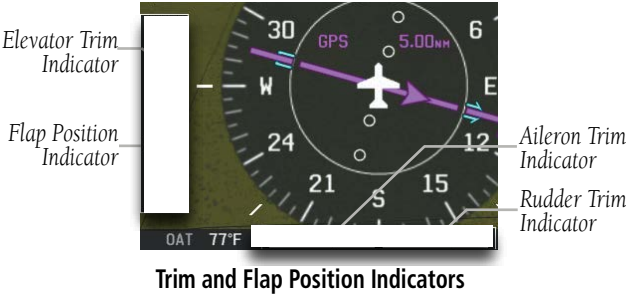 Elevator Trim
Indicator
Flap Position
Indicator
30
GPS
5.00NM
6
W
E
24
12
21
S
15
OAT 77°F
Aileron Trim
Indicator
Rudder Trim
Indicator
Trim and Flap Position Indicators